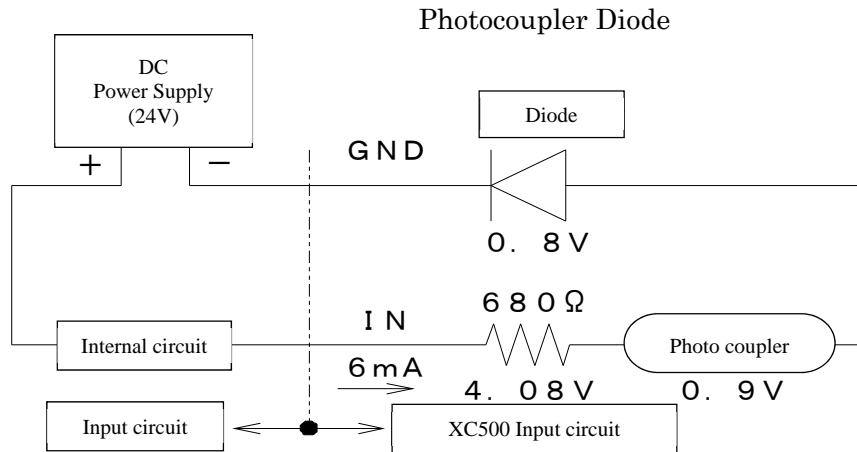 Photocoupler Diode
DC
Power Supply
(24V)
Diode
+
−
GND
0. 8V
680Ω
IN
Internal circuit
Photo coupler
6mA
4. 08V
0. 9V
Input circuit
XC500 Input circuit